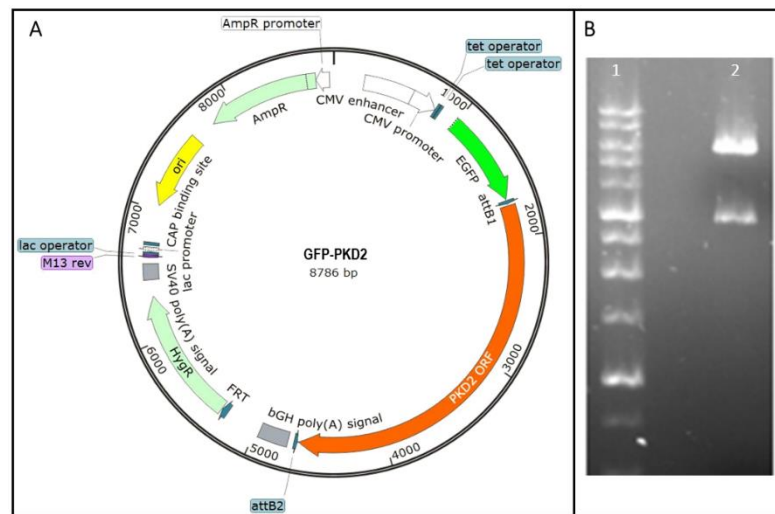 A
AmpR promoter
tet operator
tet operator
8000
1000
AmpR
CMV enhancer
CMV promoter
EGFP
ori
attB1
2000
7000
CAP binding site
lac promoter
lac operator
M13 rev
SV40 poly(A) signal
GFP-PKD2
8786 bp
6000
HygR
FRT
3000
PKD2 ORF
bGH poly(A) signal
5000
4000
attB2
B
1
2